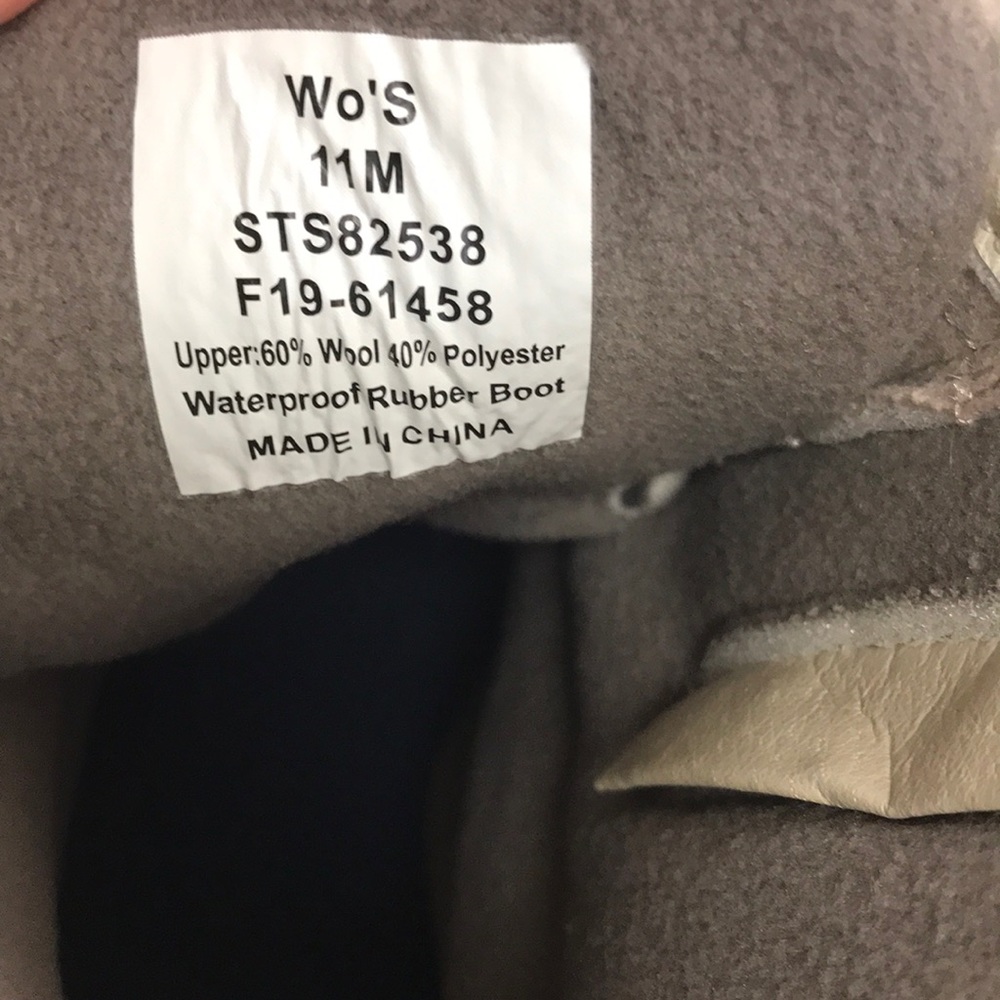 Wo'S
11M
STS82538
F19-61458
Upper:60% Wool 40% Polyester
Waterproof Rubber Boot
MADE IN CHINA